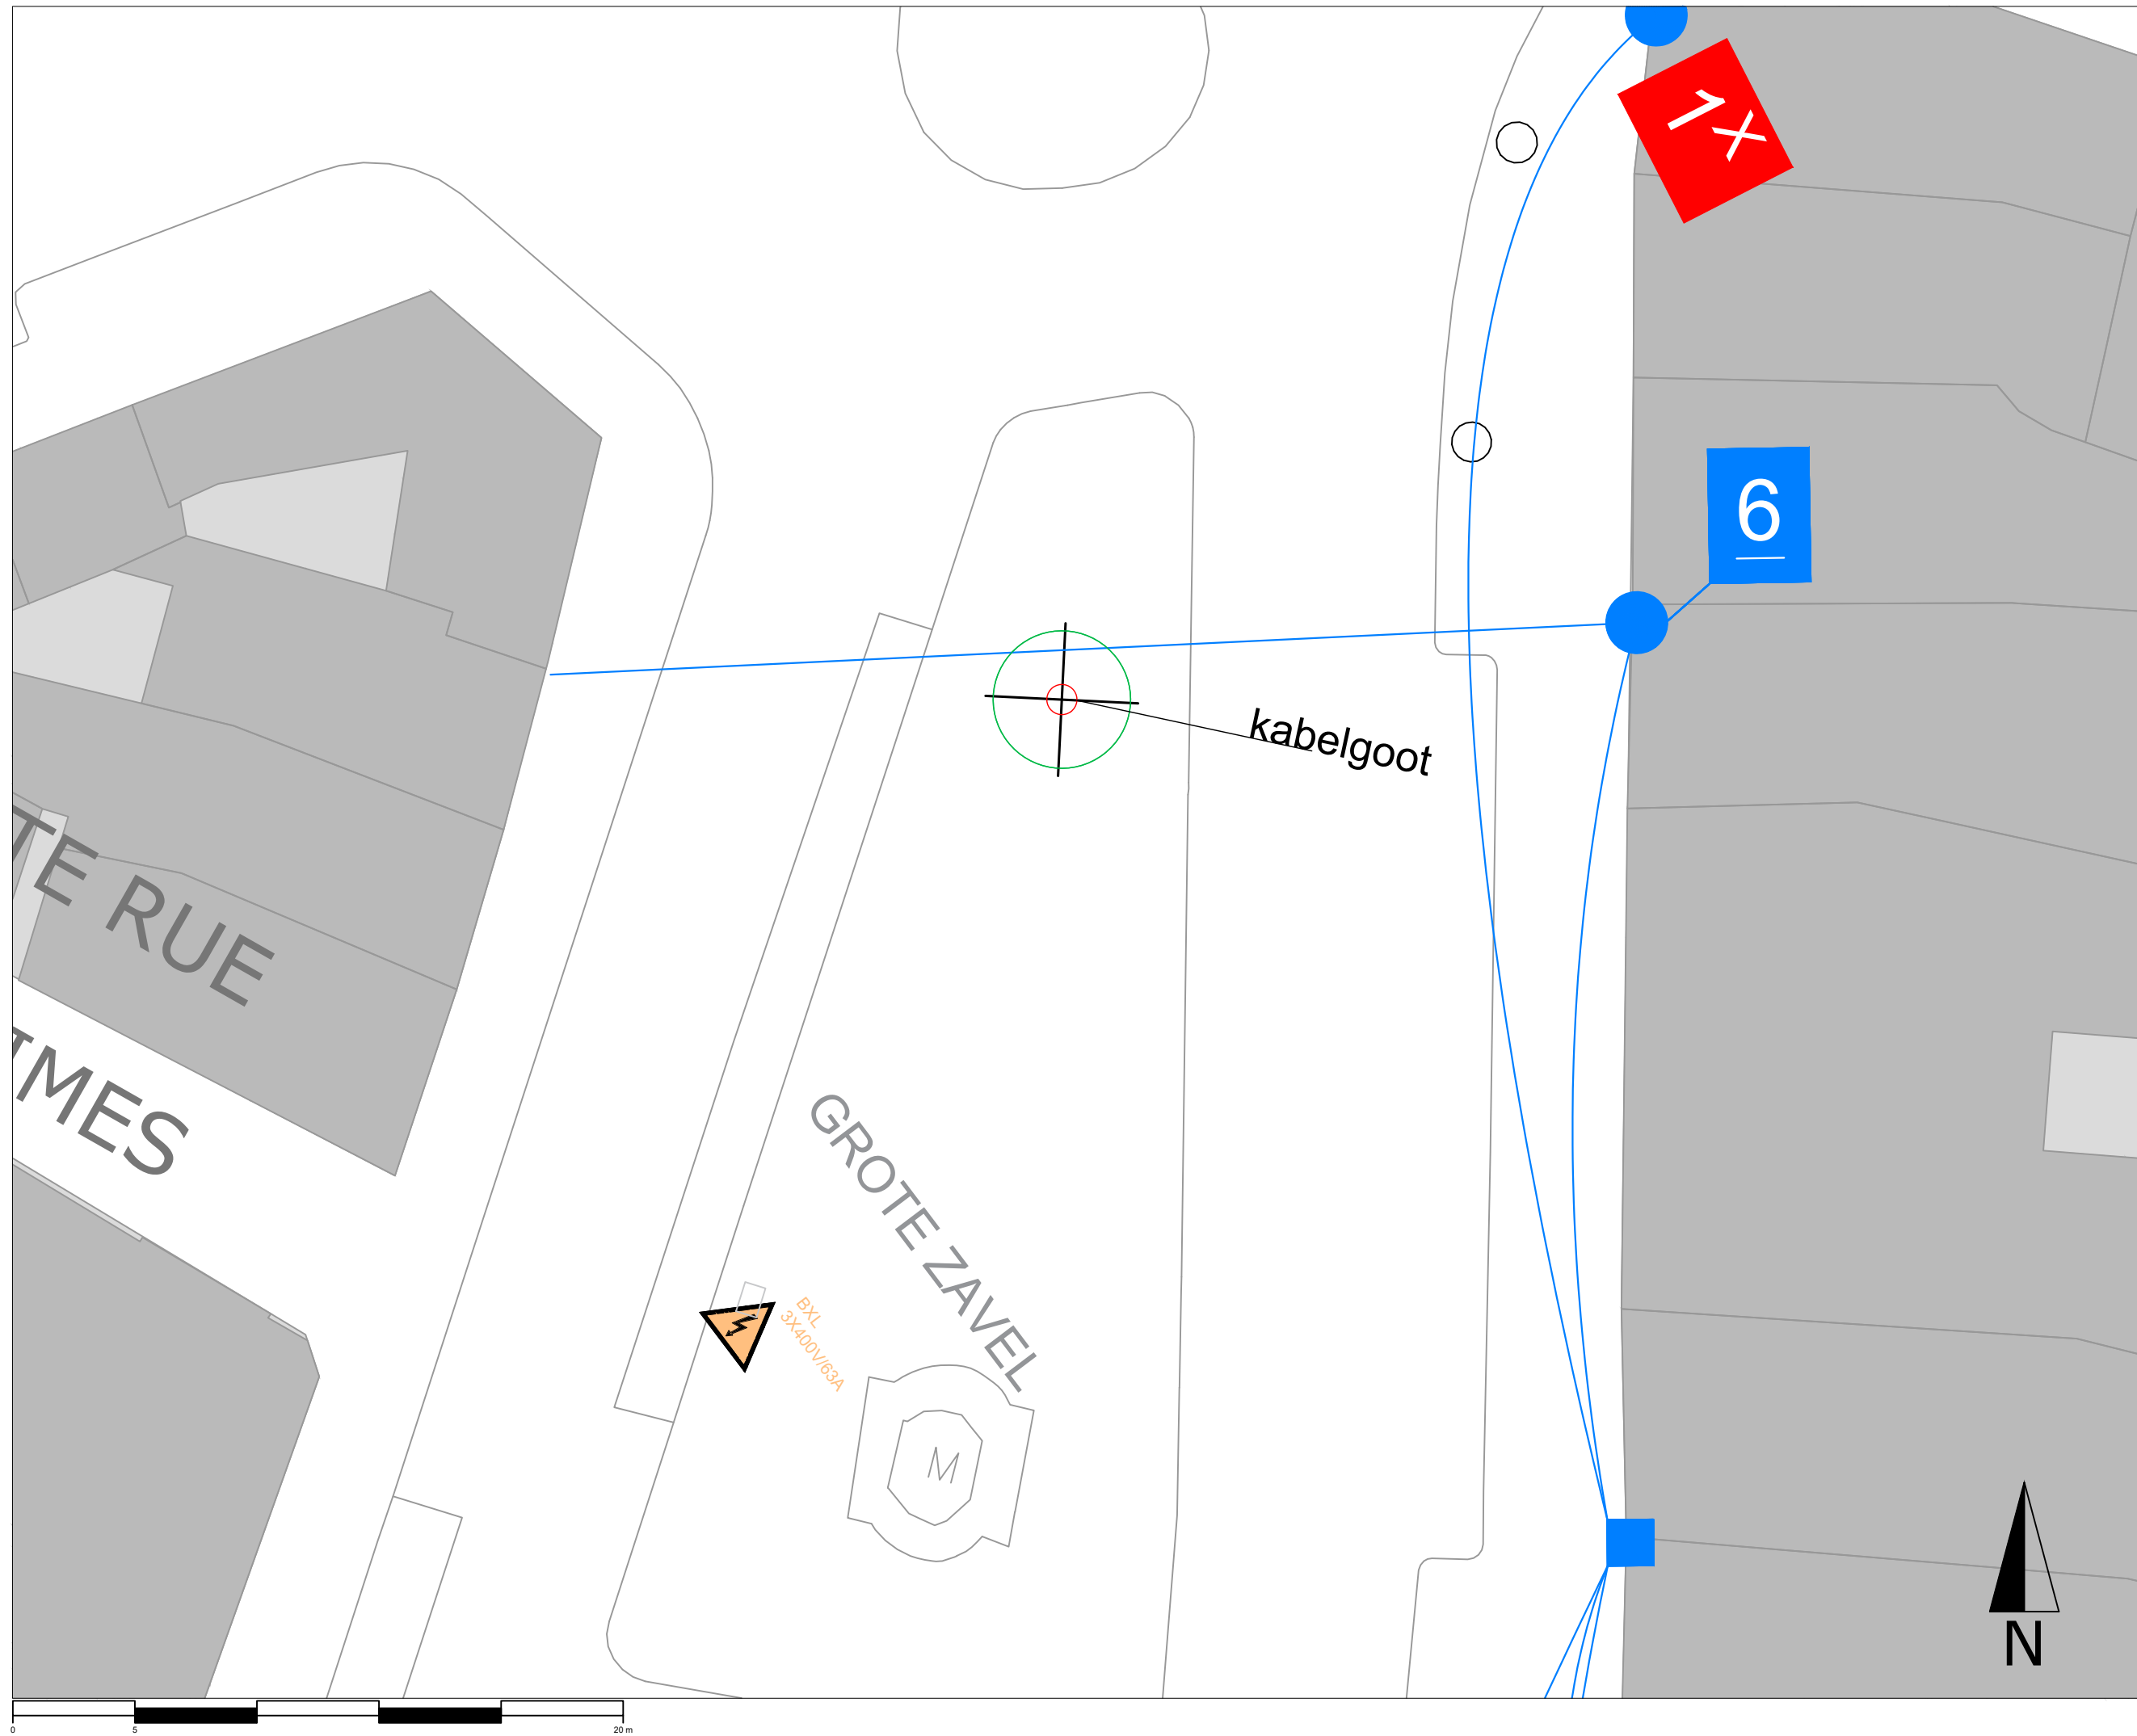 1X
6
kabelgoot
TE RUE
TMES
GROTE ZAVEL
BXL
3X400V/63A
M
N
0 5 20 m